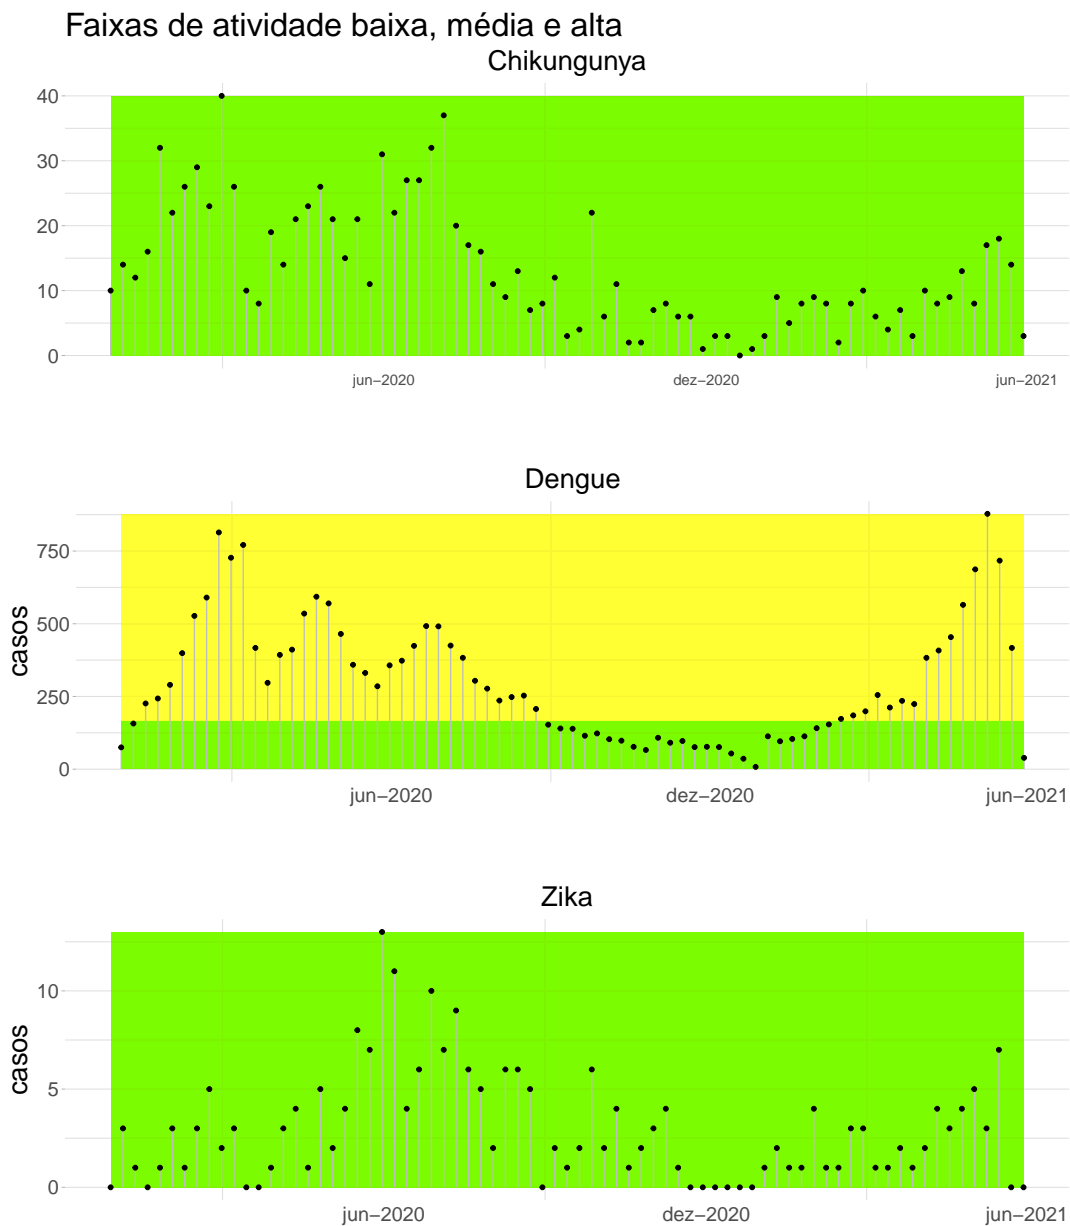 Faixas de atividade baixa, média e alta
Chikungunya
40
30
20
10
0
jun−2020
dez−2020
jun−2021
Dengue
casos
750
500
250
0
jun−2020
dez−2020
jun−2021
Zika
casos
10
5
0
jun−2020
dez−2020
jun−2021